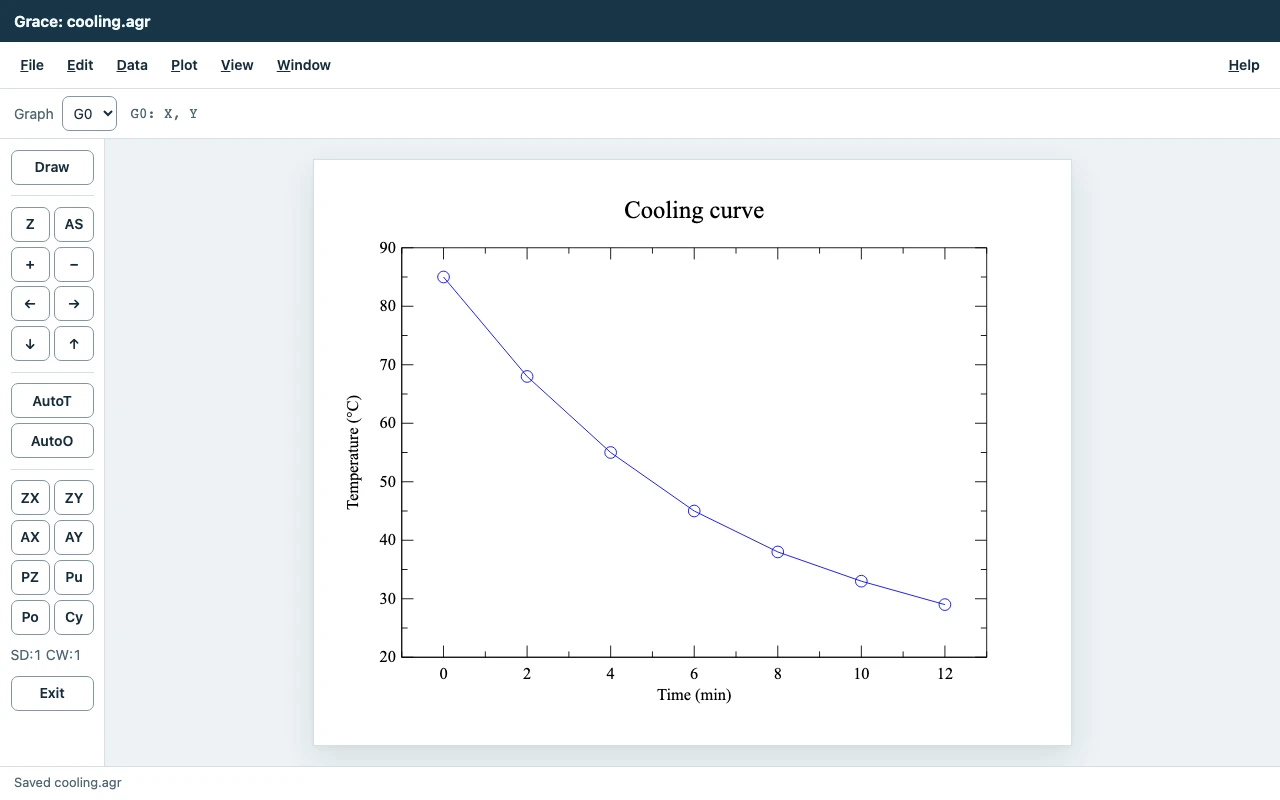 Grace: cooling.agr
File Edit Data Plot View Window Help
Graph G0 G0: X, Y
Draw
Z AS
+ −
← →
↓ ↑
AutoT
AutoO
ZX ZY
AX AY
PZ Pu
Po Cy
SD:1 CW:1
Exit
Cooling curve
90
80
70
60
50
40
30
20
Temperature (°C)
0 2 4 6 8 10 12
Time (min)
Saved cooling.agr